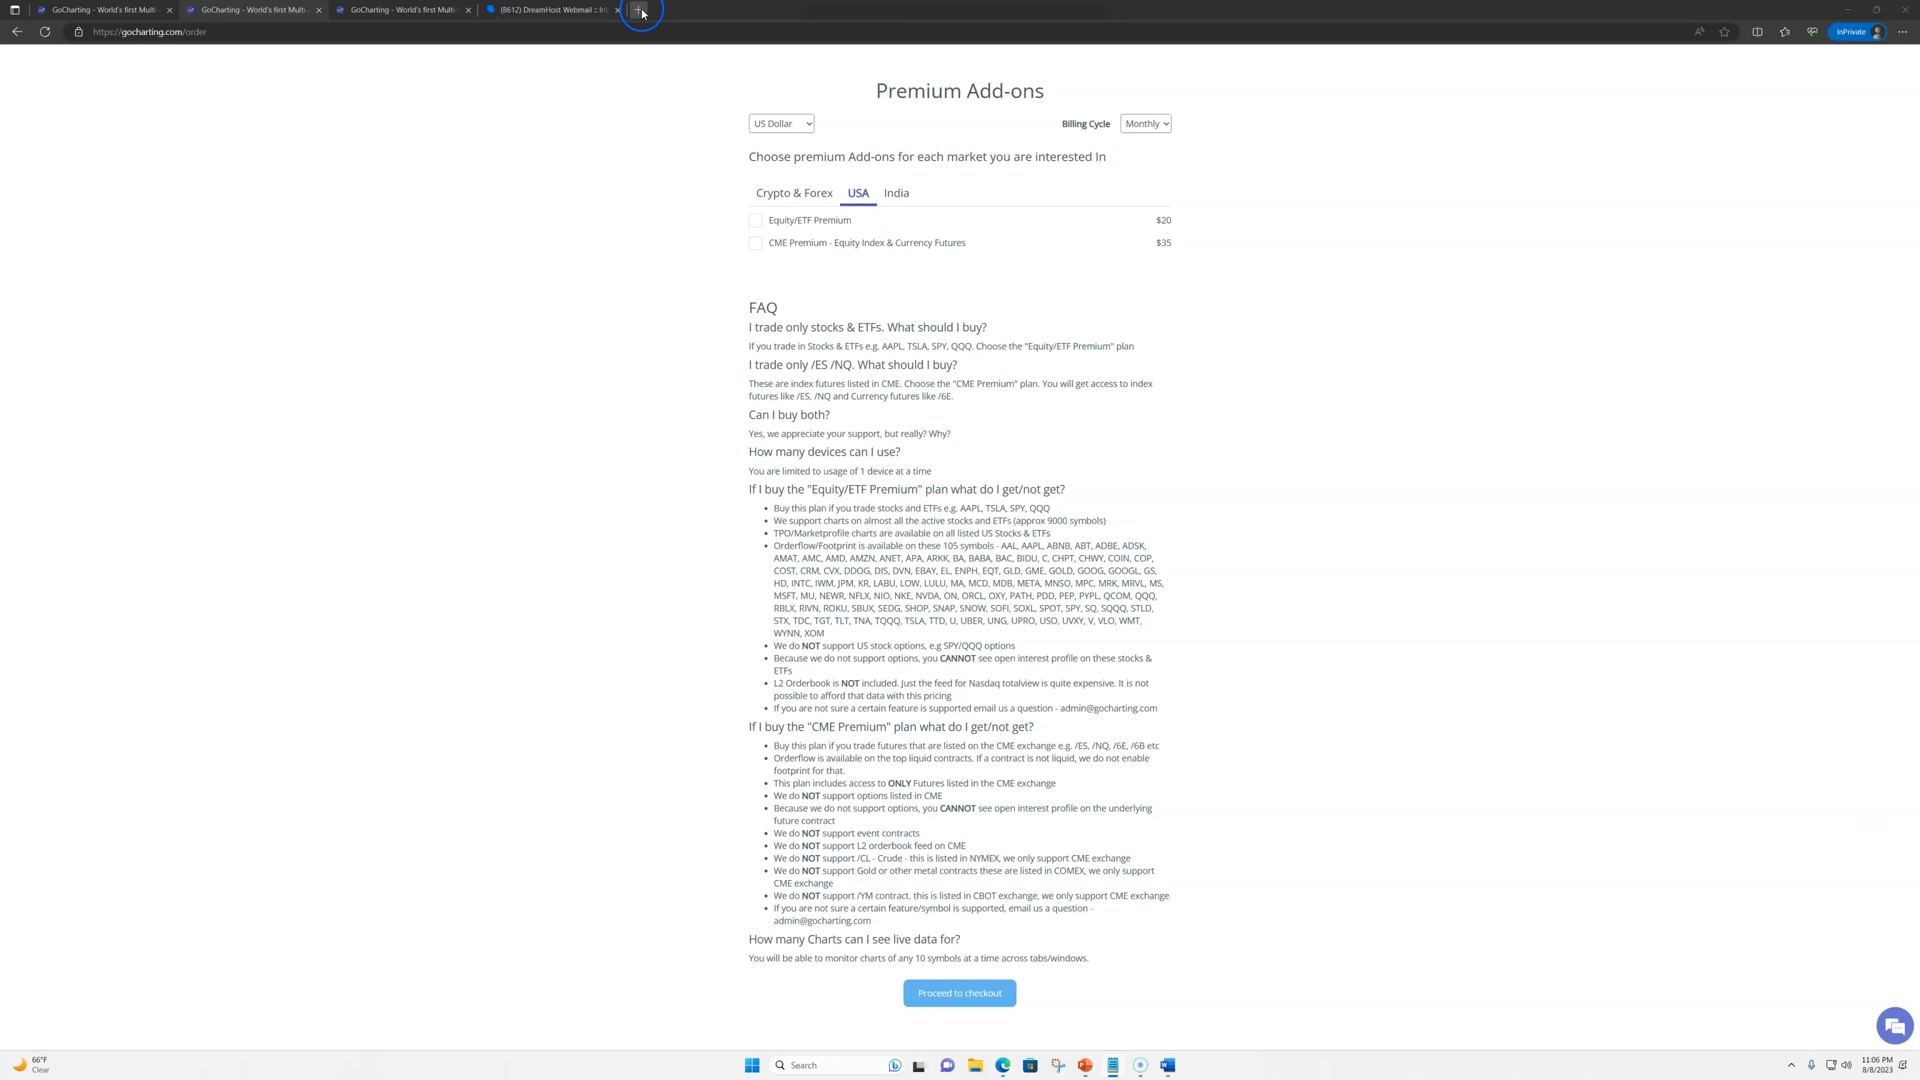 GoCharting - World's first Multi-
GoCharting - World's first Multi-
GoCharting - World's first Multi-
(8612) DreamHost Webmail :: In
https://gocharting.com/order
InPrivate
Premium Add-ons
US Dollar
Billing Cycle
Monthly
Choose premium Add-ons for each market you are interested In
Crypto & Forex
USA
India
Equity/ETF Premium $20
CME Premium - Equity Index & Currency Futures $35
FAQ
I trade only stocks & ETFs. What should I buy?
If you trade in Stocks & ETFs e.g. AAPL, TSLA, SPY, QQQ. Choose the "Equity/ETF Premium" plan
I trade only /ES /NQ. What should I buy?
These are index futures listed in CME. Choose the "CME Premium" plan. You will get access to index
futures like /ES, /NQ and Currency futures like /6E.
Can I buy both?
Yes, we appreciate your support, but really? Why?
How many devices can I use?
You are limited to usage of 1 device at a time
If I buy the "Equity/ETF Premium" plan what do I get/not get?
• Buy this plan if you trade stocks and ETFs e.g. AAPL, TSLA, SPY, QQQ
• We support charts on almost all the active stocks and ETFs (approx 9000 symbols)
• TPO/Marketprofile charts are available on all listed US Stocks & ETFs
• Orderflow/Footprint is available on these 105 symbols - AAL, AAPL, ABNB, ABT, ADBE, ADSK,
AMAT, AMC, AMD, AMZN, ANET, APA, ARKK, BA, BABA, BAC, BIDU, C, CHPT, CHWY, COIN, COP,
COST, CRM, CVX, DDOG, DIS, DVN, EBAY, EL, ENPH, EQT, GLD, GME, GOLD, GOOG, GOOGL, GS,
HD, INTC, IWM, JPM, KR, LABU, LOW, LULU, MA, MCD, MDB, META, MNSO, MPC, MRK, MRVL, MS,
MSFT, MU, NEWR, NFLX, NIO, NKE, NVDA, ON, ORCL, OXY, PATH, PDD, PEP, PYPL, QCOM, QQQ,
RBLX, RIVN, ROKU, SBUX, SEDG, SHOP, SNAP, SNOW, SOFI, SOXL, SPOT, SPY, SQ, SQQQ, STLD,
STX, TDC, TGT, TLT, TNA, TQQQ, TSLA, TTD, U, UBER, UNG, UPRO, USO, UVXY, V, VLO, WMT,
WYNN, XOM
• We do NOT support US stock options, e.g SPY/QQQ options
• Because we do not support options, you CANNOT see open interest profile on these stocks &
ETFs
• L2 Orderbook is NOT included. Just the feed for Nasdaq totalview is quite expensive. It is not
possible to afford that data with this pricing
• If you are not sure a certain feature is supported email us a question - admin@gocharting.com
If I buy the "CME Premium" plan what do I get/not get?
• Buy this plan if you trade futures that are listed on the CME exchange e.g. /ES, /NQ, /6E, /6B etc
• Orderflow is available on the top liquid contracts. If a contract is not liquid, we do not enable
footprint for that.
• This plan includes access to ONLY Futures listed in the CME exchange
• We do NOT support options listed in CME
• Because we do not support options, you CANNOT see open interest profile on the underlying
future contract
• We do NOT support event contracts
• We do NOT support L2 orderbook feed on CME
• We do NOT support /CL - Crude - this is listed in NYMEX, we only support CME exchange
• We do NOT support Gold or other metal contracts these are listed in COMEX, we only support
CME exchange
• We do NOT support /YM contract. this is listed in CBOT exchange, we only support CME exchange
• If you are not sure a certain feature/symbol is supported, email us a question -
admin@gocharting.com
How many Charts can I see live data for?
You will be able to monitor charts of any 10 symbols at a time across tabs/windows.
Proceed to checkout
66°F
Clear
Search
11:06 PM
8/8/2023